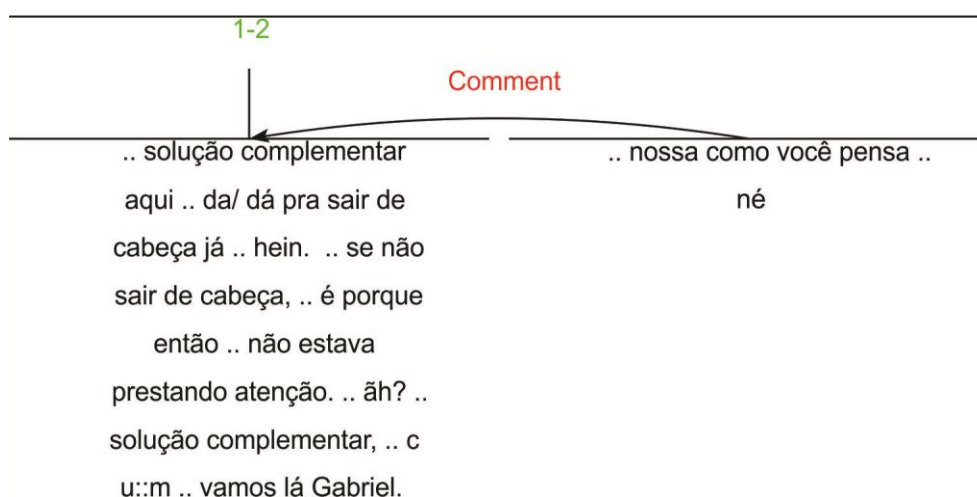 1-2
Comment
.. solução complementar
aqui .. da/ dá pra sair de
cabeça já .. hein.  .. se não
sair de cabeça, .. é porque
então .. não estava
prestando atenção. .. ãh? ..
solução complementar, .. c
u::m .. vamos lá Gabriel.
.. nossa como você pensa ..
né